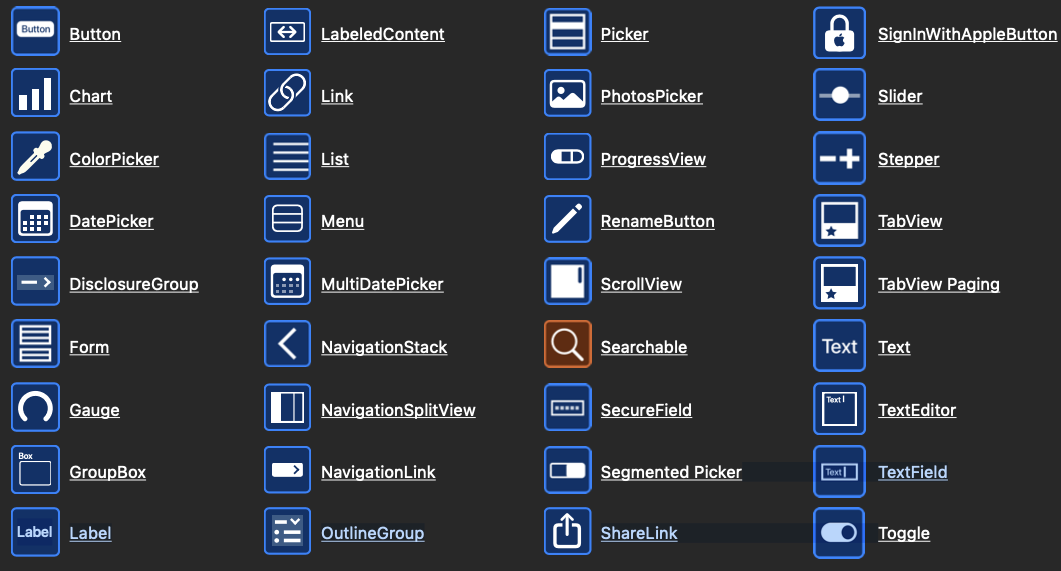 Button Button LabeledContent Picker SignInWithAppleButton
Chart Link PhotosPicker Slider
ColorPicker List ProgressView Stepper
DatePicker Menu RenameButton TabView
DisclosureGroup MultiDatePicker ScrollView TabView Paging
Form NavigationStack Searchable Text Text
Gauge NavigationSplitView SecureField Text TextEditor
Box GroupBox NavigationLink Segmented Picker Text TextField
Label Label OutlineGroup ShareLink Toggle